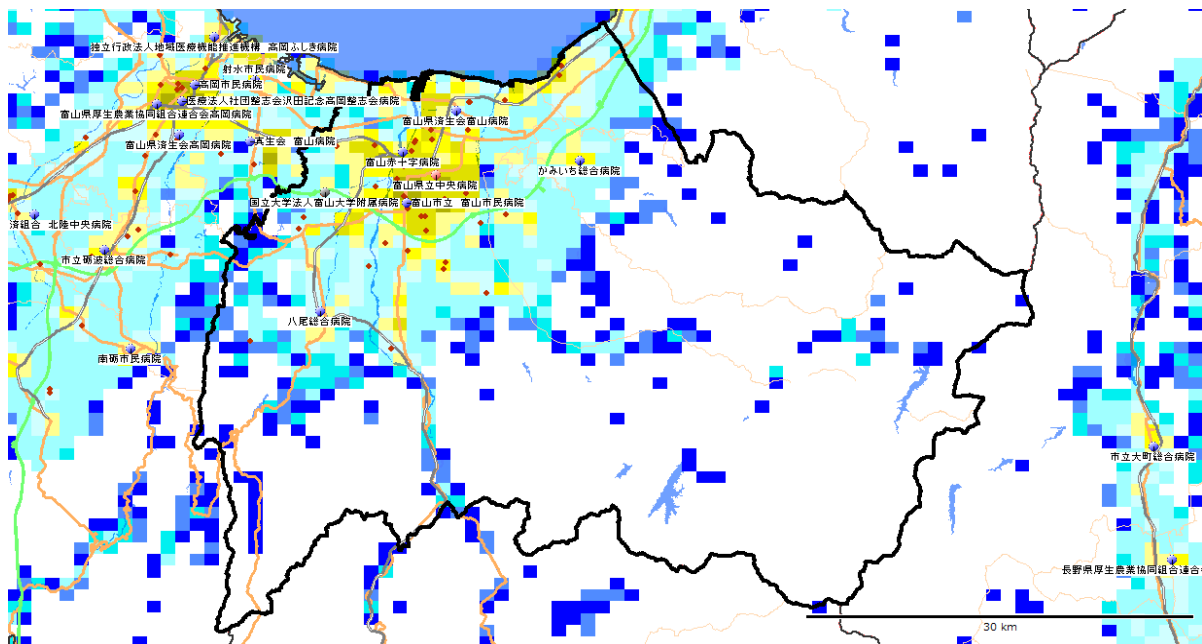 独立行政法人地域医療機能推進機構 高岡ふしき病院
射水市民病院
高岡市民病院
医療法人社団整志会沢田記念高岡整志会病院
富山県厚生農業協同組合連合会高岡病院
富山県済生会富山病院
真生会 富山病院
富山県済生会高岡病院
富山赤十字病院
かみいち総合病院
富山県立中央病院
国立大学法人富山大学附属病院
富山市立 富山市民病院
済組合 北陸中央病院
市立砺波総合病院
八尾総合病院
南砺市民病院
市立大町総合病院
長野県厚生農業協同組合連合
30 km